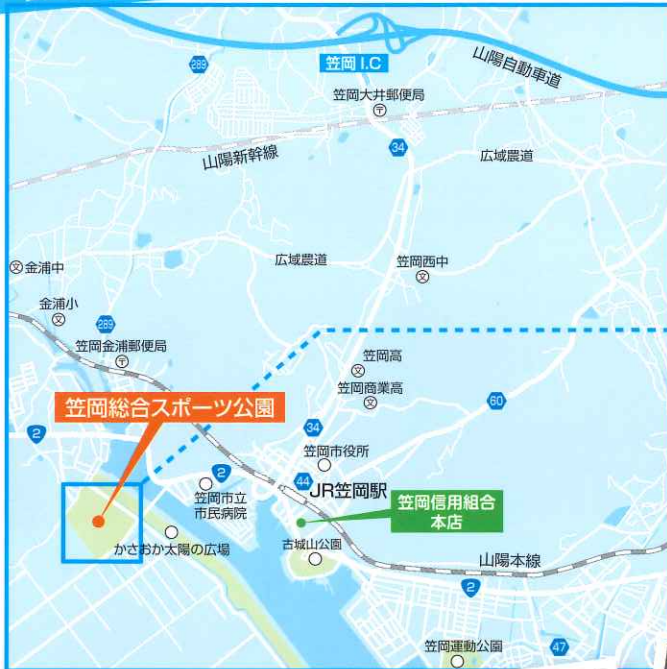 笠岡 I.C
山陽自動車道
289
笠岡大井郵便局
〒
34
山陽新幹線
広域農道
広域農道
笠岡西中
文
文 金浦中
金浦小
文
289
笠岡金浦郵便局
〒
笠岡高
文
笠岡商業高
文
笠岡総合スポーツ公園
60
2
34
笠岡市役所
2
44
JR笠岡駅
笠岡市立
市民病院
笠岡信用組合
本店
かさおか太陽の広場
古城山公園
山陽本線
2
笠岡運動公園
47